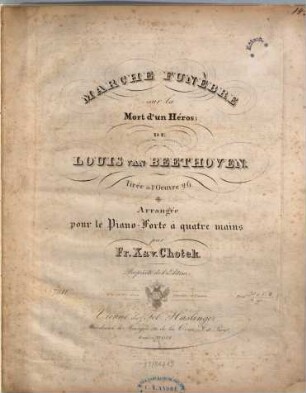 MARCHE FUNÈBRE
sur la
Mort d'un Héros:
DE
LOUIS van BEETHOVEN.
Tirée de l'Oeuvre 26.
Arrangée
pour le Piano-Forte a quatre mains
par
Fr. Xav. Chotek.
Propriété de l'Editeur.
Vienne, chez Tob. Haslinger